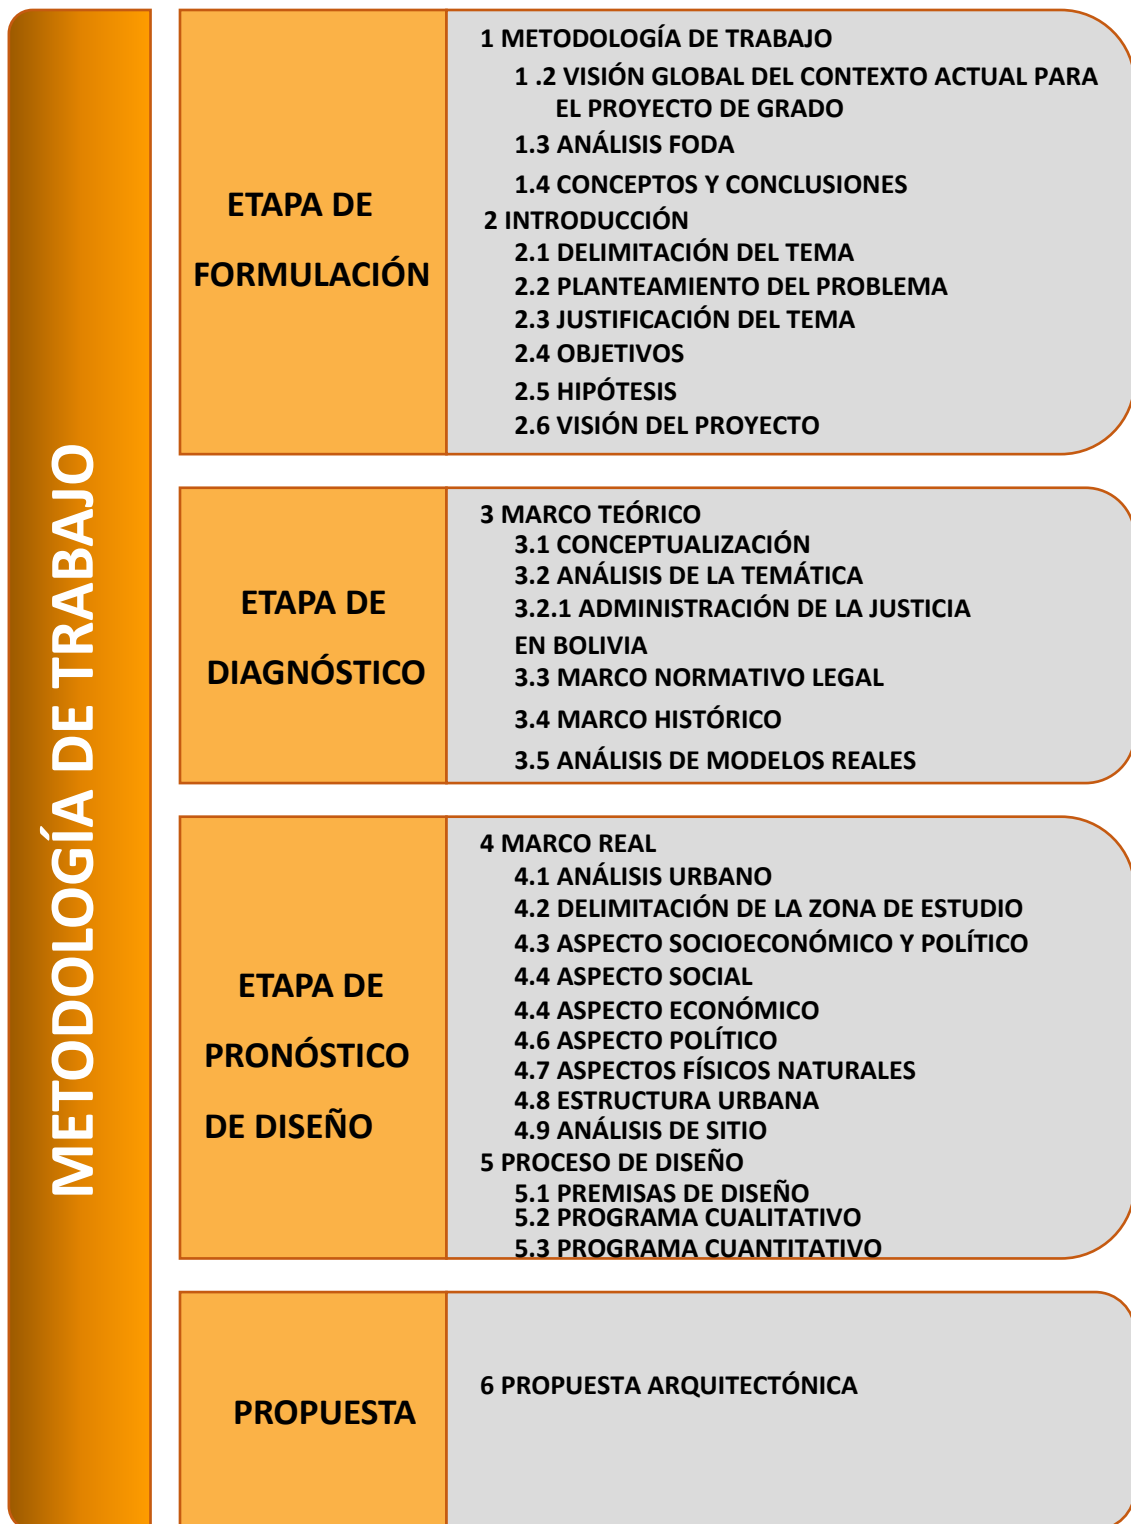 METODOLOGÍA DE TRABAJO
ETAPA DE
FORMULACIÓN
1 METODOLOGÍA DE TRABAJO
1 .2 VISIÓN GLOBAL DEL CONTEXTO ACTUAL PARA
EL PROYECTO DE GRADO
1.3 ANÁLISIS FODA
1.4 CONCEPTOS Y CONCLUSIONES
2 INTRODUCCIÓN
2.1 DELIMITACIÓN DEL TEMA
2.2 PLANTEAMIENTO DEL PROBLEMA
2.3 JUSTIFICACIÓN DEL TEMA
2.4 OBJETIVOS
2.5 HIPÓTESIS
2.6 VISIÓN DEL PROYECTO
ETAPA DE
DIAGNÓSTICO
3 MARCO TEÓRICO
3.1 CONCEPTUALIZACIÓN
3.2 ANÁLISIS DE LA TEMÁTICA
3.2.1 ADMINISTRACIÓN DE LA JUSTICIA
EN BOLIVIA
3.3 MARCO NORMATIVO LEGAL
3.4 MARCO HISTÓRICO
3.5 ANÁLISIS DE MODELOS REALES
ETAPA DE
PRONÓSTICO
DE DISEÑO
4 MARCO REAL
4.1 ANÁLISIS URBANO
4.2 DELIMITACIÓN DE LA ZONA DE ESTUDIO
4.3 ASPECTO SOCIOECONÓMICO Y POLÍTICO
4.4 ASPECTO SOCIAL
4.4 ASPECTO ECONÓMICO
4.6 ASPECTO POLÍTICO
4.7 ASPECTOS FÍSICOS NATURALES
4.8 ESTRUCTURA URBANA
4.9 ANÁLISIS DE SITIO
5 PROCESO DE DISEÑO
5.1 PREMISAS DE DISEÑO
5.2 PROGRAMA CUALITATIVO
5.3 PROGRAMA CUANTITATIVO
PROPUESTA
6 PROPUESTA ARQUITECTÓNICA